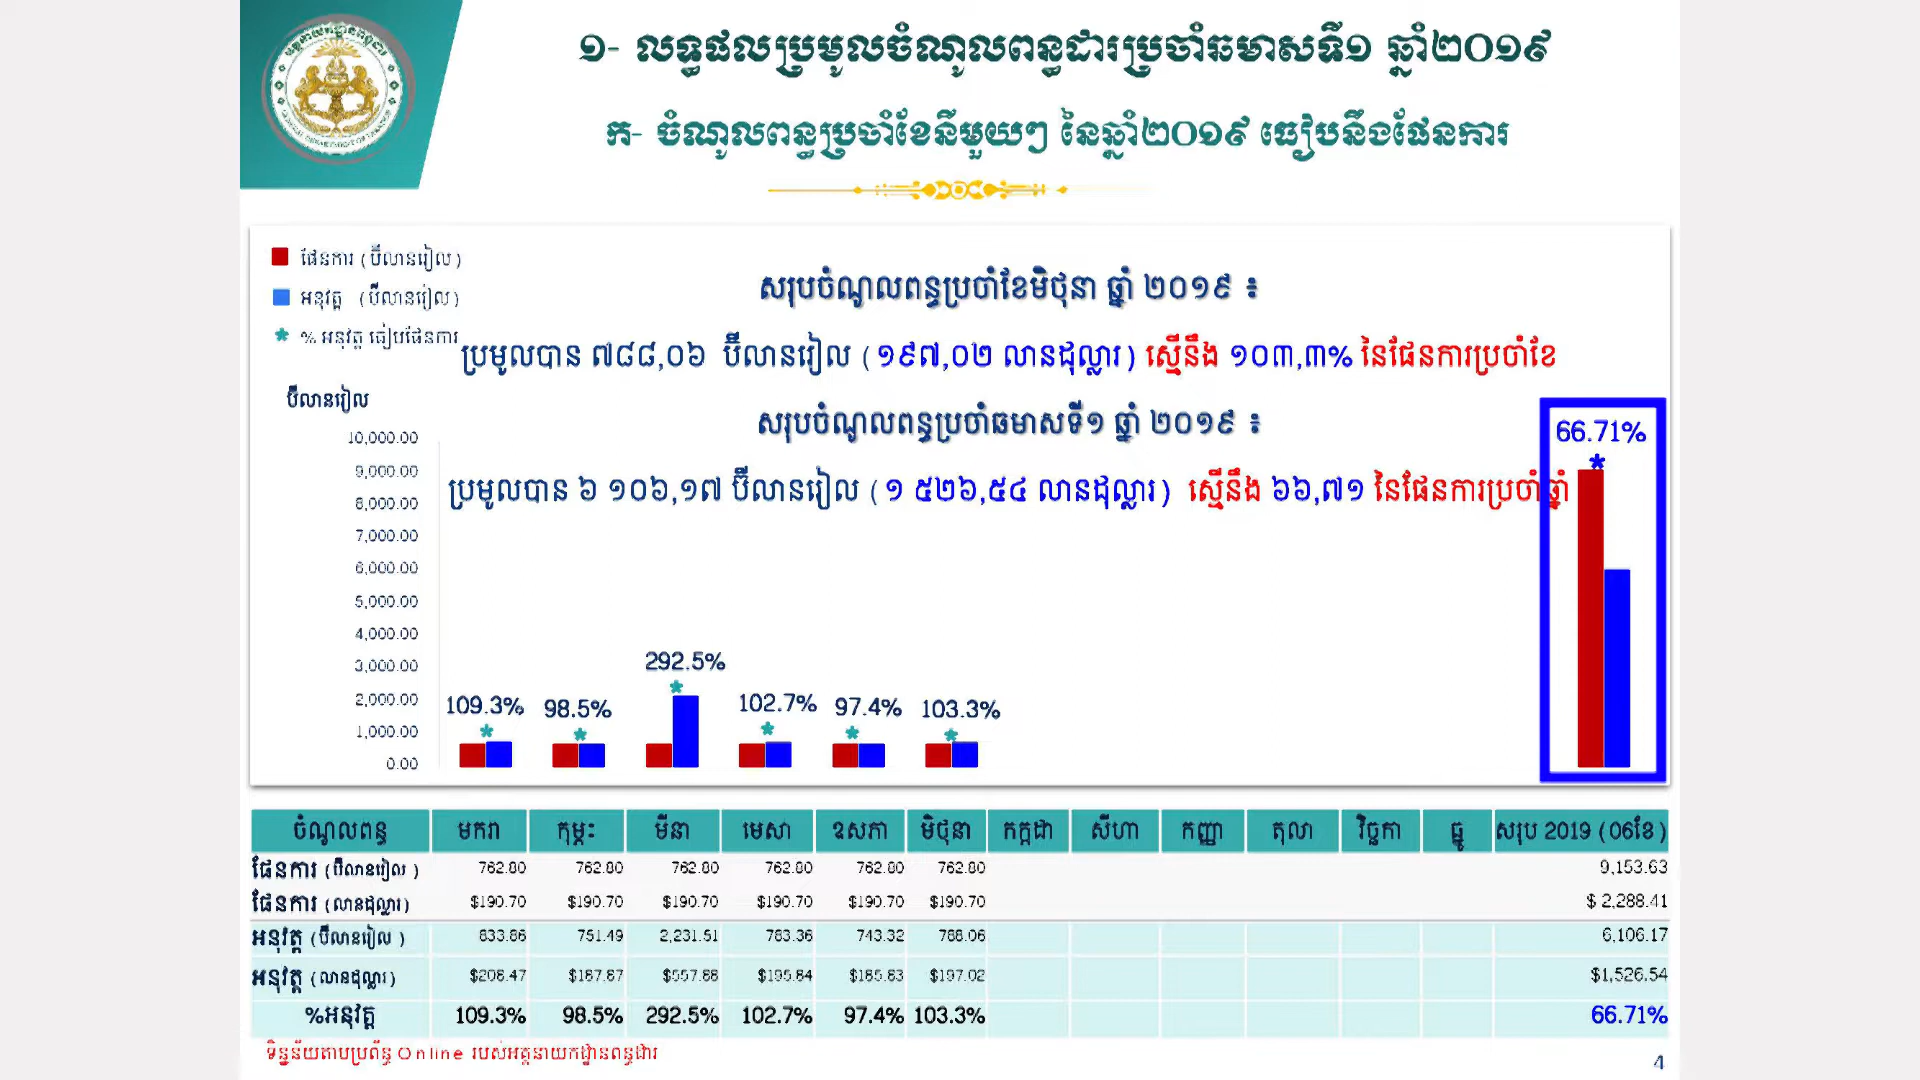 ១- លទ្ធផលប្រមូលចំណូលពន្ធដារប្រចាំឆមាសទី១ ឆ្នាំ២០១៩
ក- ចំណូលពន្ធប្រចាំខែនីមួយៗ នៃឆ្នាំ២០១៩ ធៀបនឹងផែនការ
ផែនការ (ប៊ីលានរៀល)
អនុវត្ត (ប៊ីលានរៀល)
% អនុវត្ត ធៀបផែនការ
សរុបចំណូលពន្ធប្រចាំខែមិថុនា ឆ្នាំ ២០១៩ ៖
ប្រមូលបាន ៧៨៨,០៦ ប៊ីលានរៀល (១៩៧,០២ លានដុល្លារ) ស្មើនឹង ១០៣,៣% នៃផែនការប្រចាំខែ
សរុបចំណូលពន្ធប្រចាំឆមាសទី១ ឆ្នាំ ២០១៩ ៖
ប្រមូលបាន ៦ ១០៦,១៧ ប៊ីលានរៀល (១ ៥២៦,៥៤ លានដុល្លារ) ស្មើនឹង ៦៦,៧១ នៃផែនការប្រចាំឆ្នាំ
ប៊ីលានរៀល
10,000.00
9,000.00
8,000.00
7,000.00
6,000.00
5,000.00
4,000.00
3,000.00
2,000.00
1,000.00
0.00
109.3% 98.5% 292.5% 102.7% 97.4% 103.3% 66.71%
ចំណូលពន្ធ មករា កុម្ភៈ មីនា មេសា ឧសភា មិថុនា កក្កដា សីហា កញ្ញា តុលា វិច្ឆកា ធ្នូ សរុប 2019 (06ខែ)
ផែនការ (ប៊ីលានរៀល) 762.80 762.80 762.80 762.80 762.80 762.80 9,153.63
ផែនការ (លានដុល្លារ) $190.70 $190.70 $190.70 $190.70 $190.70 $190.70 $ 2,288.41
អនុវត្ត (ប៊ីលានរៀល) 833.86 751.49 2,231.51 783.36 743.32 788.06 6,106.17
អនុវត្ត (លានដុល្លារ) $208.47 $187.87 $557.88 $195.84 $185.83 $197.02 $1,526.54
%អនុវត្ត 109.3% 98.5% 292.5% 102.7% 97.4% 103.3% 66.71%
ទិន្នន័យតាមប្រព័ន្ធ Online របស់អគ្គនាយកដ្ឋានពន្ធដារ
4